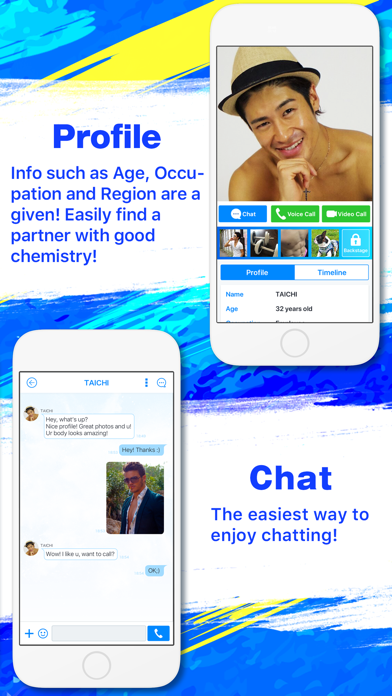 Profile
Info such as Age, Occu-
pation and Region are a
given! Easily find a
partner with good
chemistry!
Chat
Voice Call
Video Call
Backstage
Profile
Timeline
Name TAICHI
Age 32 years old
TAICHI
TAICHI
Hey, what's up?
Nice profile! Great photos and u!
Ur body looks amazing!
Hey! Thanks :)
TAICHI
Wow! I like u, want to call?
OK;)
Chat
The easiest way to
enjoy chatting!